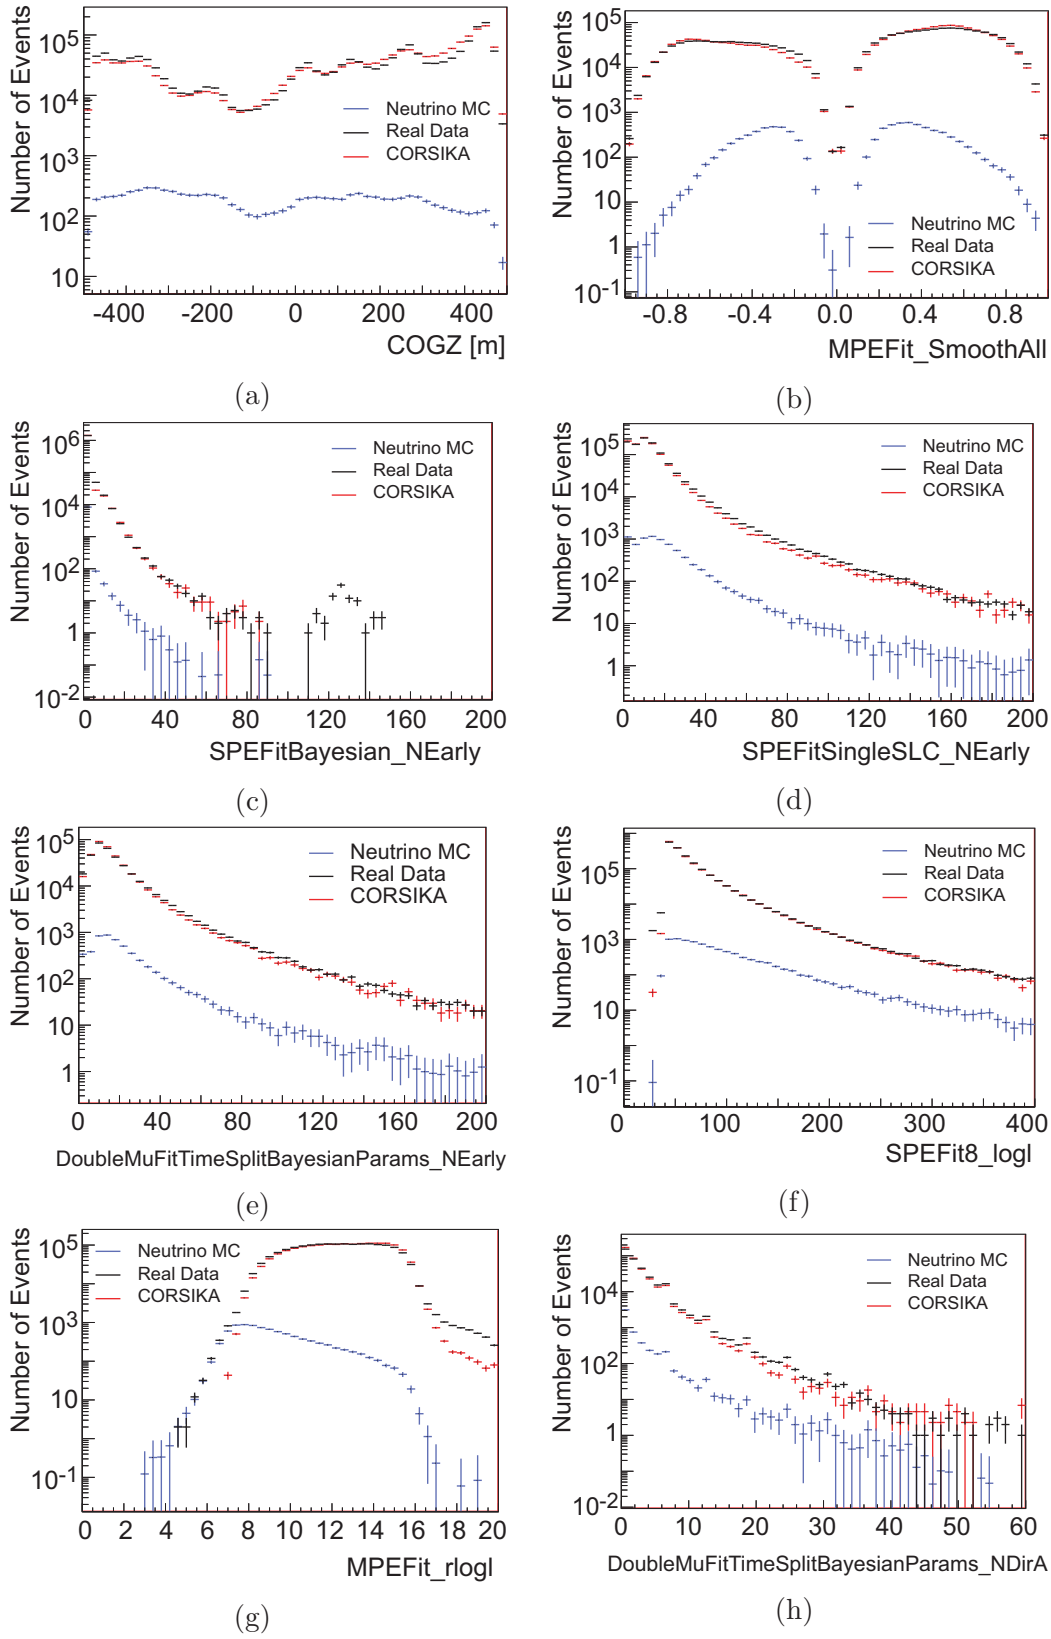 Number of Events
10^5
10^4
10^3
10^2
10
Neutrino MC
Real Data
CORSIKA
-400 -200 0 200 400
COGZ [m]
(a)
Number of Events
10^5
10^4
10^3
10^2
10
1
10^-1
Neutrino MC
Real Data
CORSIKA
-0.8 -0.4 0.0 0.4 0.8
MPEFit_SmoothAll
(b)
Number of Events
10^6
10^4
10^2
1
10^-2
Neutrino MC
Real Data
CORSIKA
0 40 80 120 160 200
SPEFitBayesian_NEarly
(c)
Number of Events
10^5
10^4
10^3
10^2
10
1
Neutrino MC
Real Data
CORSIKA
0 40 80 120 160 200
SPEFitSingleSLC_NEarly
(d)
Number of Events
10^5
10^4
10^3
10^2
10
1
Neutrino MC
Real Data
CORSIKA
0 40 80 120 160 200
DoubleMuFitTimeSplitBayesianParams_NEarly
(e)
Number of Events
10^5
10^3
10
10^-1
Neutrino MC
Real Data
CORSIKA
0 100 200 300 400
SPEFit8_logl
(f)
Number of Events
10^5
10^3
10
10^-1
Neutrino MC
Real Data
CORSIKA
0 2 4 6 8 10 12 14 16 18 20
MPEFit_rlogl
(g)
Number of Events
10^4
10^2
1
10^-2
Neutrino MC
Real Data
CORSIKA
0 10 20 30 40 50 60
DoubleMuFitTimeSplitBayesianParams_NDirA
(h)